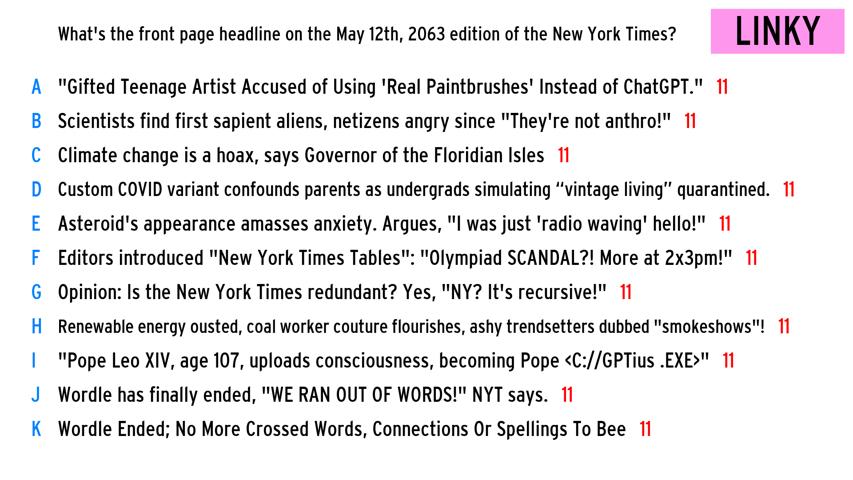 What's the front page headline on the May 12th, 2063 edition of the New York Times?
LINKY
A "Gifted Teenage Artist Accused of Using 'Real Paintbrushes' Instead of ChatGPT." 11
B Scientists find first sapient aliens, netizens angry since "They're not anthro!" 11
C Climate change is a hoax, says Governor of the Floridian Isles 11
D Custom COVID variant confounds parents as undergrads simulating “vintage living” quarantined. 11
E Asteroid's appearance amasses anxiety. Argues, "I was just 'radio waving' hello!" 11
F Editors introduced "New York Times Tables": "Olympiad SCANDAL?! More at 2x3pm!" 11
G Opinion: Is the New York Times redundant? Yes, "NY? It's recursive!" 11
H Renewable energy ousted, coal worker couture flourishes, ashy trendsetters dubbed "smokeshows"! 11
I "Pope Leo XIV, age 107, uploads consciousness, becoming Pope <C://GPTius .EXE>" 11
J Wordle has finally ended, "WE RAN OUT OF WORDS!" NYT says. 11
K Wordle Ended; No More Crossed Words, Connections Or Spellings To Bee 11